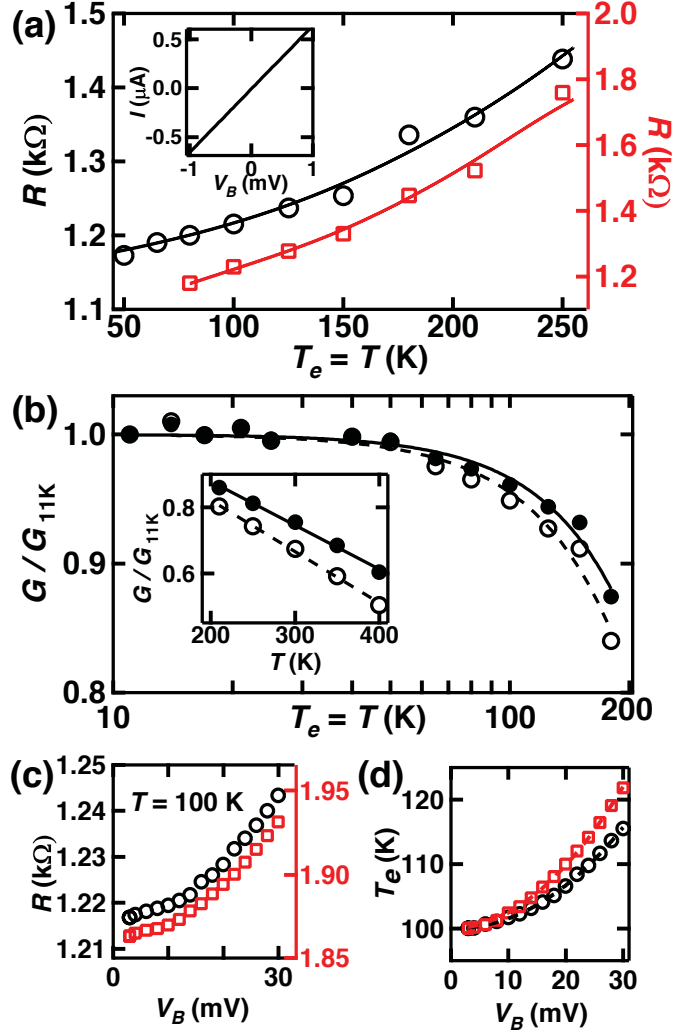 (a)
1.5
1.4
1.3
1.2
1.1
R (kΩ)
0.5
0.0
-0.5
I (μA)
-1 0 1
V_B (mV)
2.0
1.8
1.6
1.4
1.2
R (kΩ)
50 100 150 200 250
T_e = T (K)
(b)
1.0
0.9
0.8
G / G_11K
0.8
0.6
G / G_11K
200 300 400
T (K)
10 100 200
T_e = T (K)
(c)
1.25
1.24
1.23
1.22
1.21
R (kΩ)
T = 100 K
1.95
1.90
1.85
0 30
V_B (mV)
(d)
120
110
100
T_e (K)
0 10 20 30
V_B (mV)